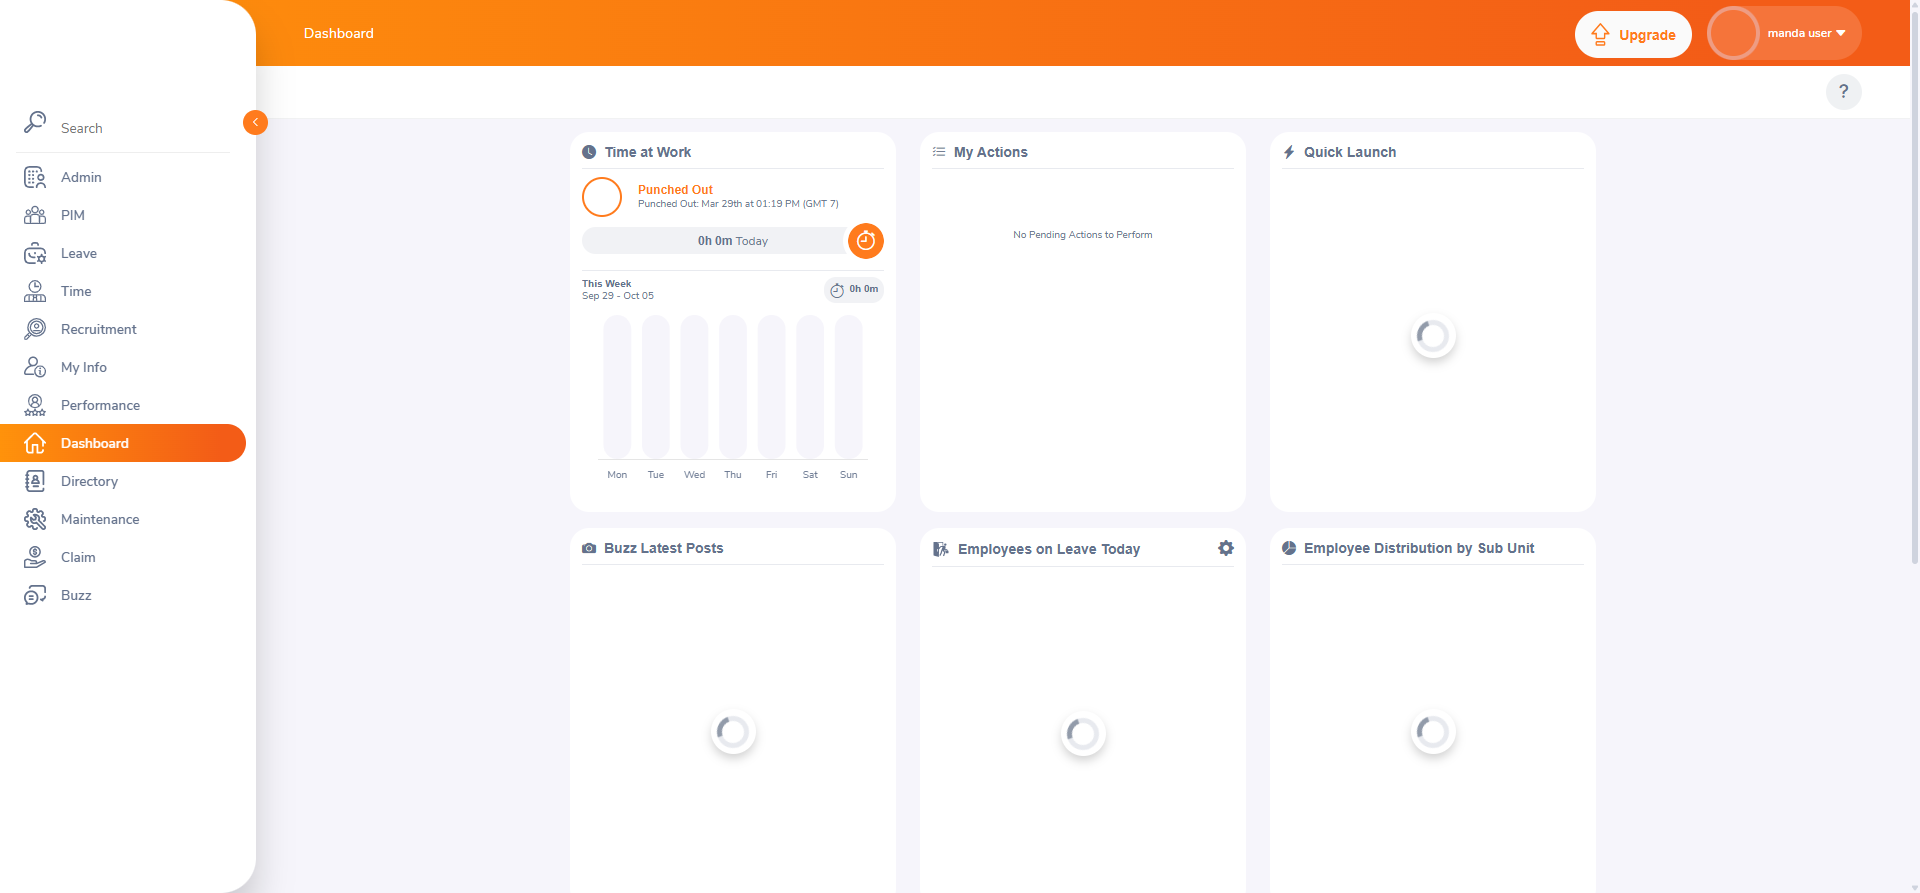 Dashboard
Upgrade
manda user
?
Search
Admin
PIM
Leave
Time
Recruitment
My Info
Performance
Dashboard
Directory
Maintenance
Claim
Buzz
Time at Work
Punched Out
Punched Out: Mar 29th at 01:19 PM (GMT 7)
0h 0m Today
This Week
Sep 29 - Oct 05
0h 0m
Mon Tue Wed Thu Fri Sat Sun
My Actions
No Pending Actions to Perform
Quick Launch
Buzz Latest Posts
Employees on Leave Today
Employee Distribution by Sub Unit